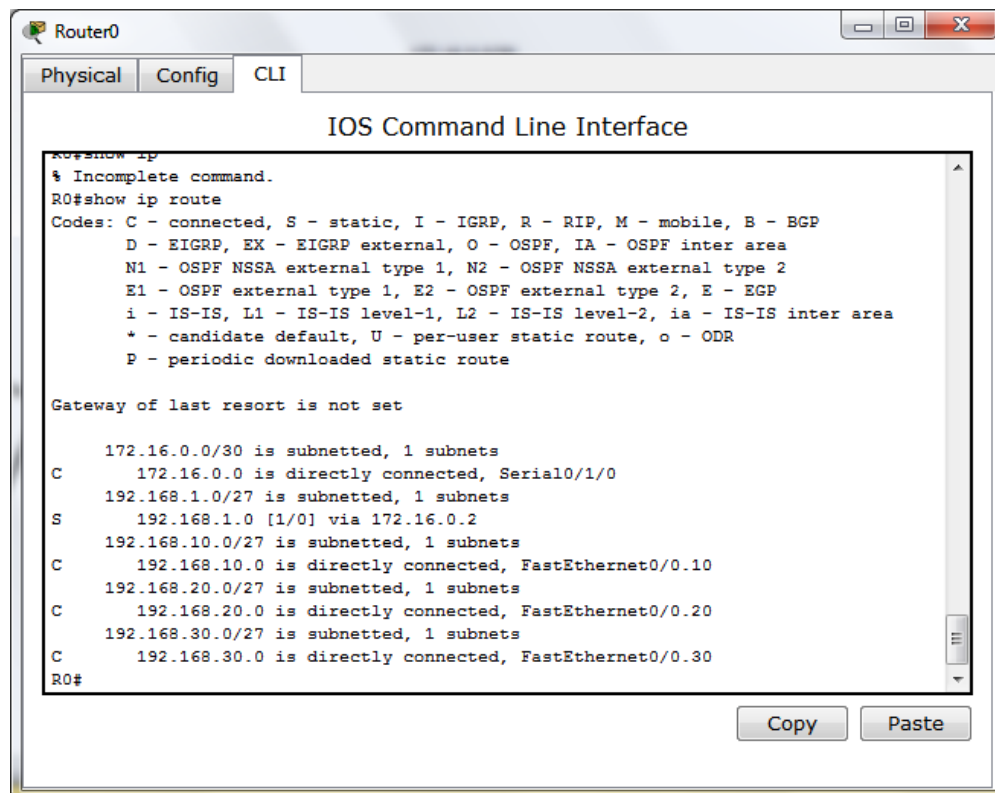 Router0
Physical Config CLI
IOS Command Line Interface
R0#show ip
% Incomplete command.
R0#show ip route
Codes: C - connected, S - static, I - IGRP, R - RIP, M - mobile, B - BGP
       D - EIGRP, EX - EIGRP external, O - OSPF, IA - OSPF inter area
       N1 - OSPF NSSA external type 1, N2 - OSPF NSSA external type 2
       E1 - OSPF external type 1, E2 - OSPF external type 2, E - EGP
       i - IS-IS, L1 - IS-IS level-1, L2 - IS-IS level-2, ia - IS-IS inter area
       * - candidate default, U - per-user static route, o - ODR
       P - periodic downloaded static route
Gateway of last resort is not set
     172.16.0.0/30 is subnetted, 1 subnets
C       172.16.0.0 is directly connected, Serial0/1/0
     192.168.1.0/27 is subnetted, 1 subnets
S       192.168.1.0 [1/0] via 172.16.0.2
     192.168.10.0/27 is subnetted, 1 subnets
C       192.168.10.0 is directly connected, FastEthernet0/0.10
     192.168.20.0/27 is subnetted, 1 subnets
C       192.168.20.0 is directly connected, FastEthernet0/0.20
     192.168.30.0/27 is subnetted, 1 subnets
C       192.168.30.0 is directly connected, FastEthernet0/0.30
R0#
Copy Paste